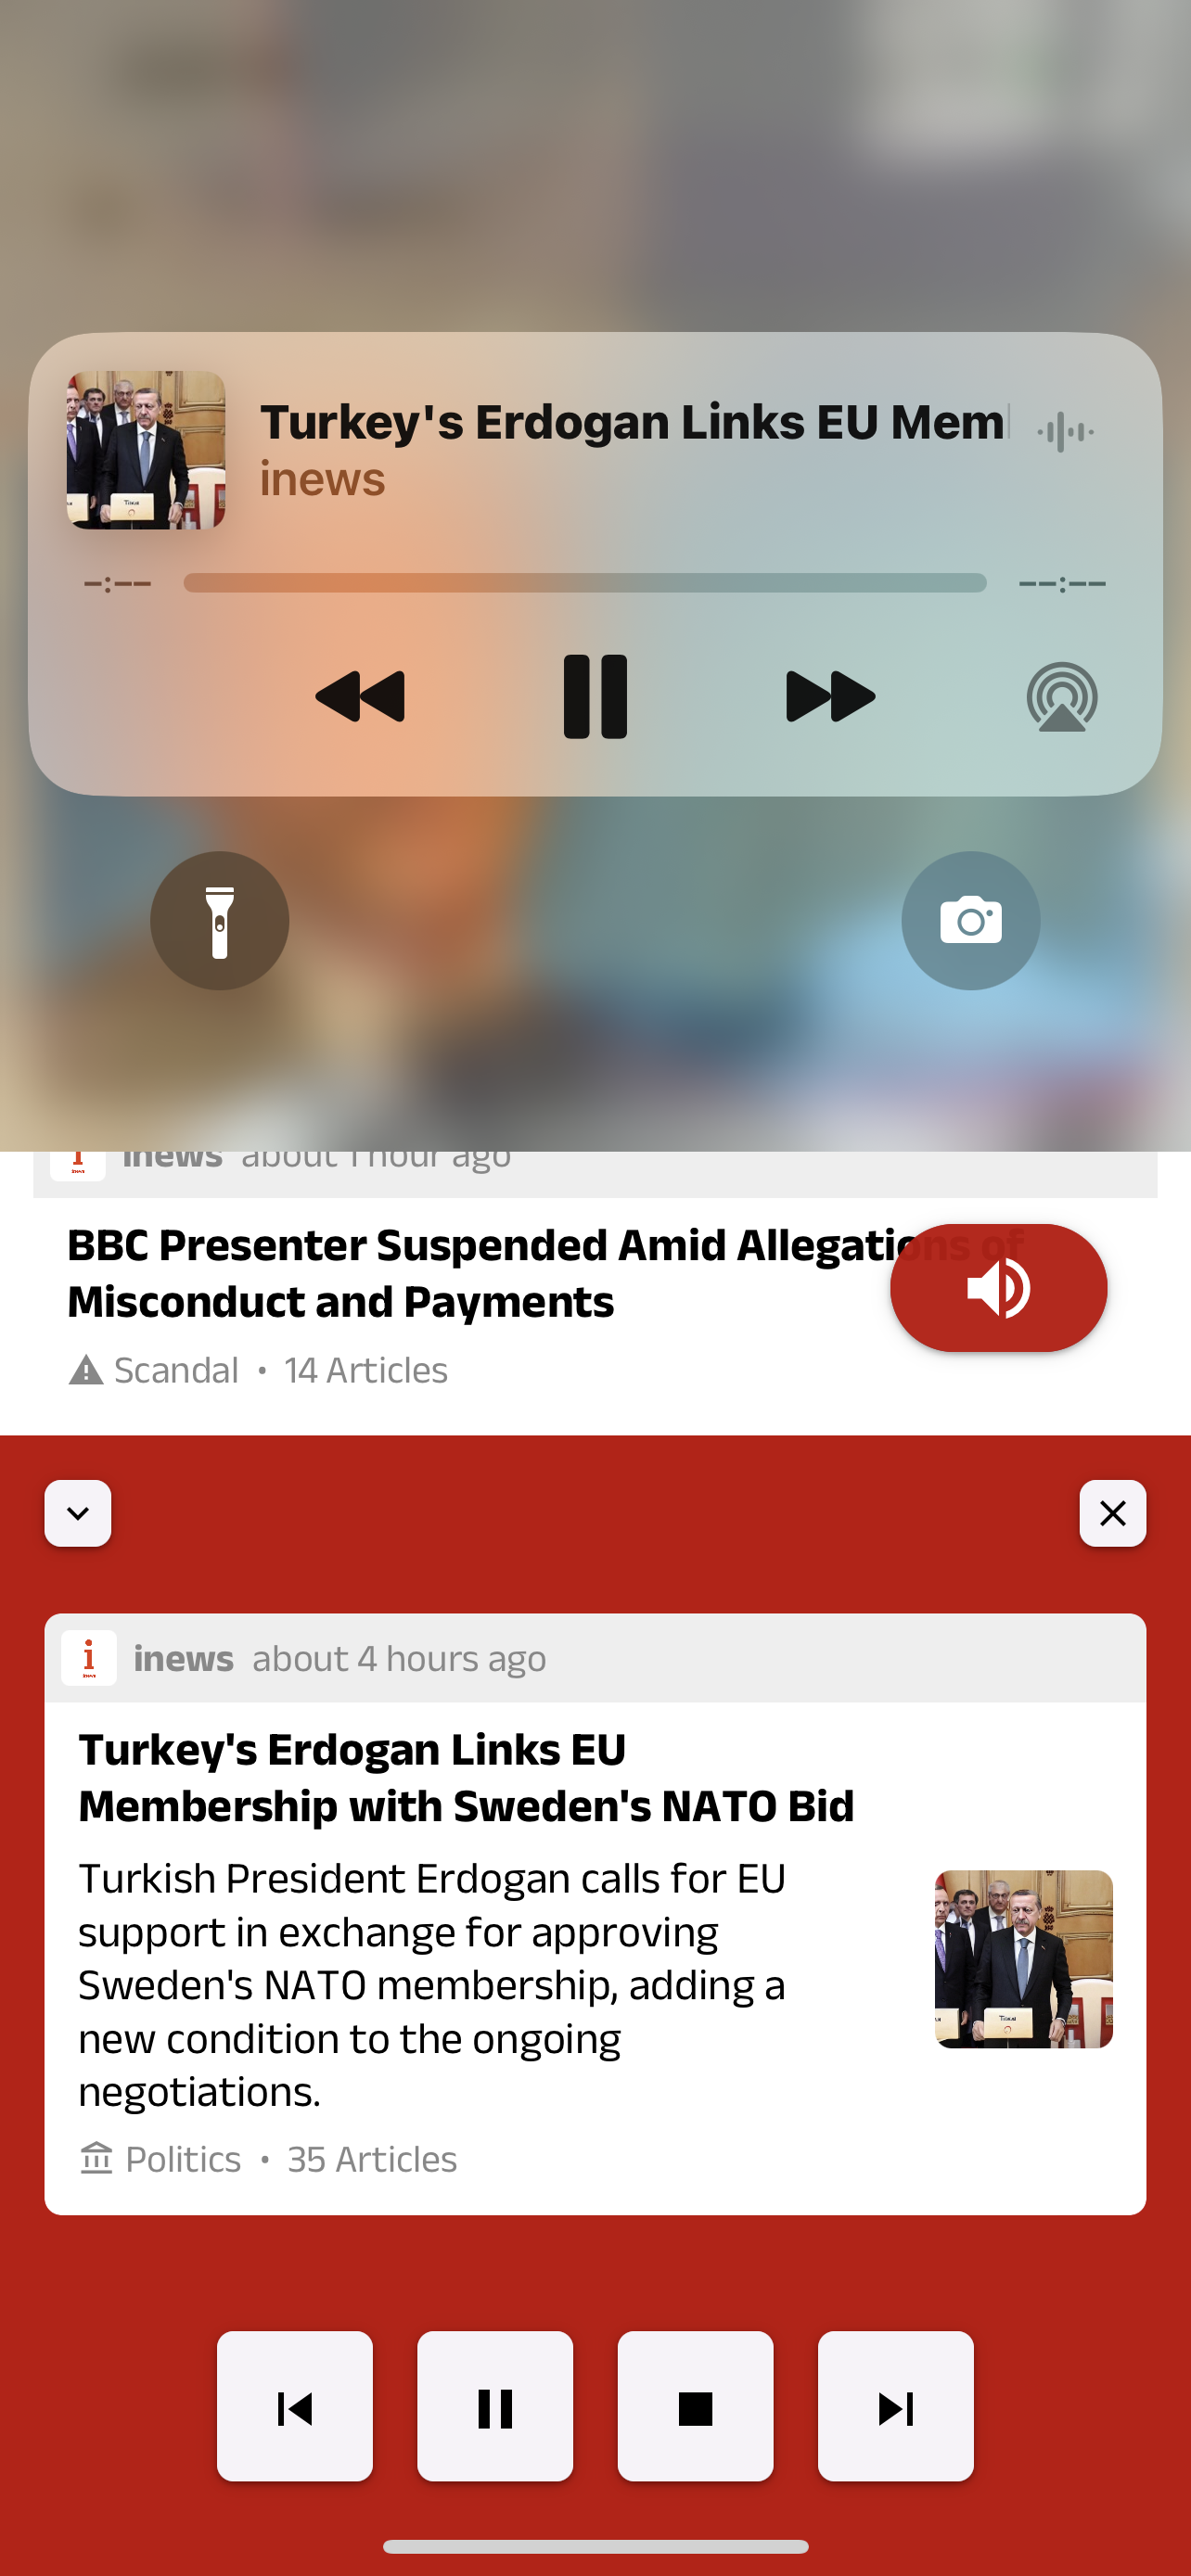 Turkey's Erdogan Links EU Mem
inews
-:-- --:--
inews about 1 hour ago
BBC Presenter Suspended Amid Allegations of
Misconduct and Payments
Scandal • 14 Articles
i inews about 4 hours ago
inews
Turkey's Erdogan Links EU
Membership with Sweden's NATO Bid
Turkish President Erdogan calls for EU
support in exchange for approving
Sweden's NATO membership, adding a
new condition to the ongoing
negotiations.
Politics • 35 Articles